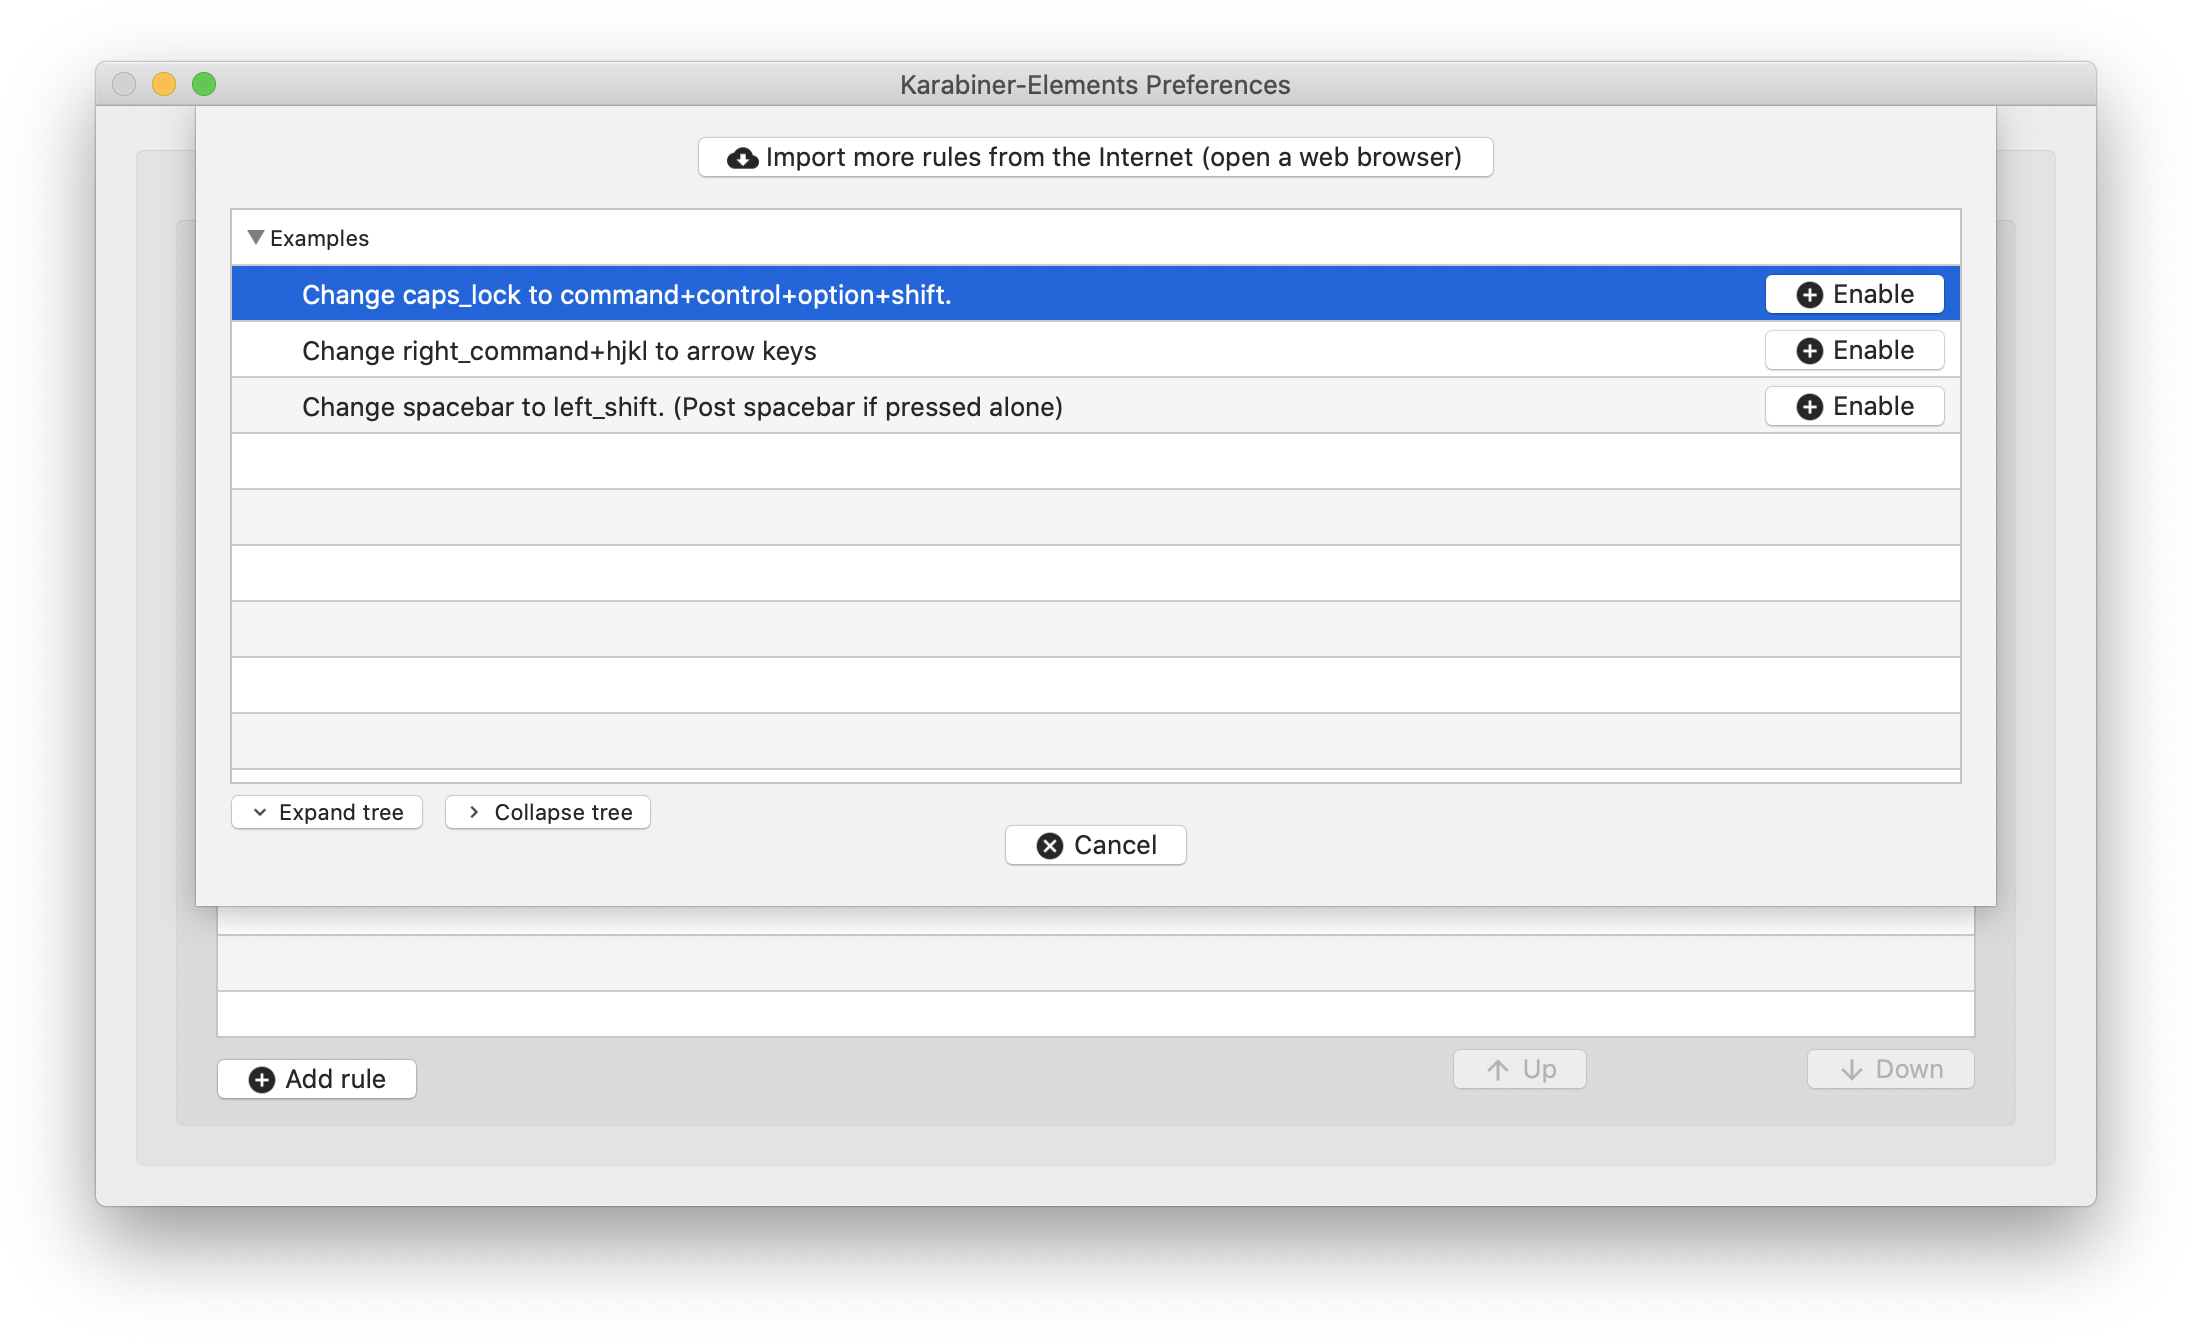 Karabiner-Elements Preferences
Import more rules from the Internet (open a web browser)
Examples
Change caps_lock to command+control+option+shift.
Enable
Change right_command+hjkl to arrow keys
Enable
Change spacebar to left_shift. (Post spacebar if pressed alone)
Enable
Expand tree
Collapse tree
Cancel
Add rule
Up
Down